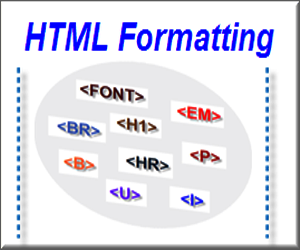 HTML Formatting
<FONT>
<EM>
<BR> <H1>
<B> <HR> <P>
<U> <I>